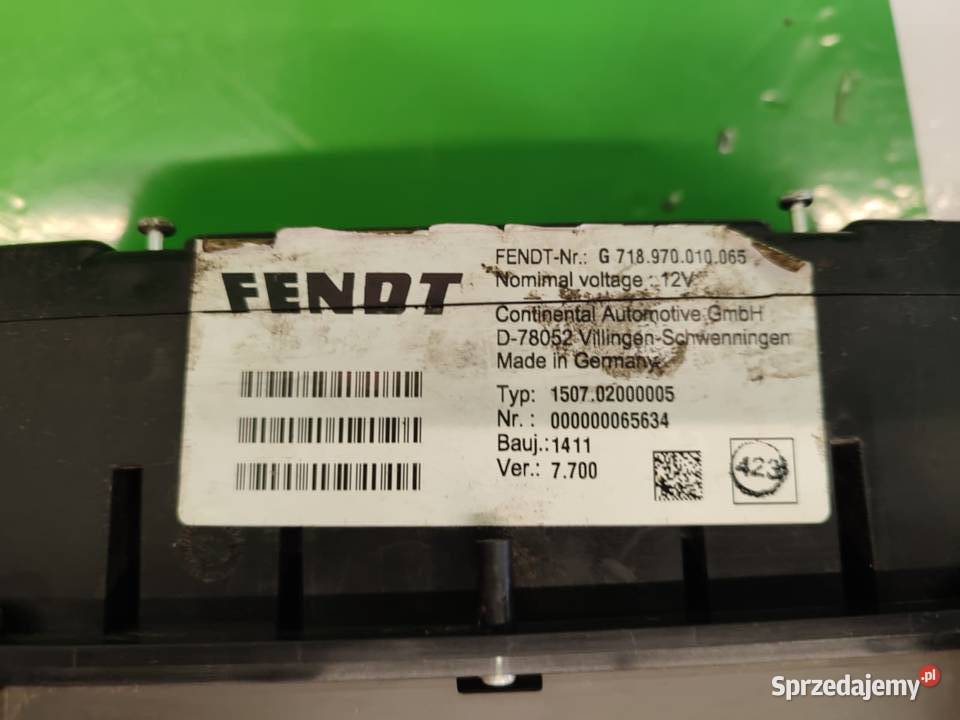 FENDT
FENDT-Nr.: G 718.970.010.065
Nomimal voltage : 12V
Continental Automotive GmbH
D-78052 Villingen-Schwenningen
Made in Germany
Typ: 1507.02000005
Nr. : 000000065634
Bauj.: 1411
Ver.: 7.700
423
Sprzedajemy.pl